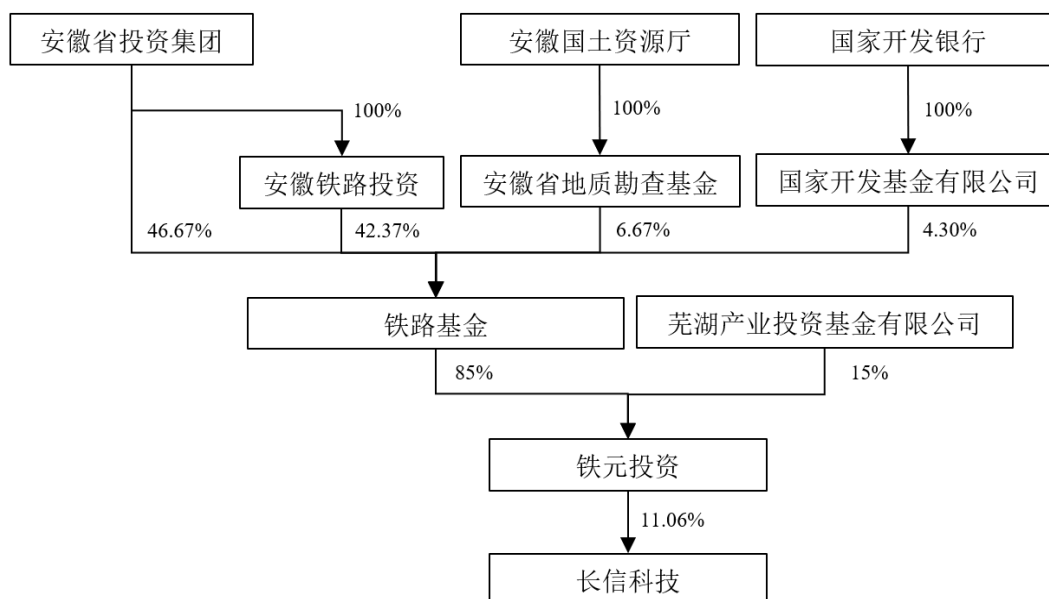 安徽省投资集团
安徽国土资源厅
国家开发银行
100%
100%
100%
安徽铁路投资
安徽省地质勘查基金
国家开发基金有限公司
46.67%
42.37%
6.67%
4.30%
铁路基金
芜湖产业投资基金有限公司
85%
15%
铁元投资
11.06%
长信科技